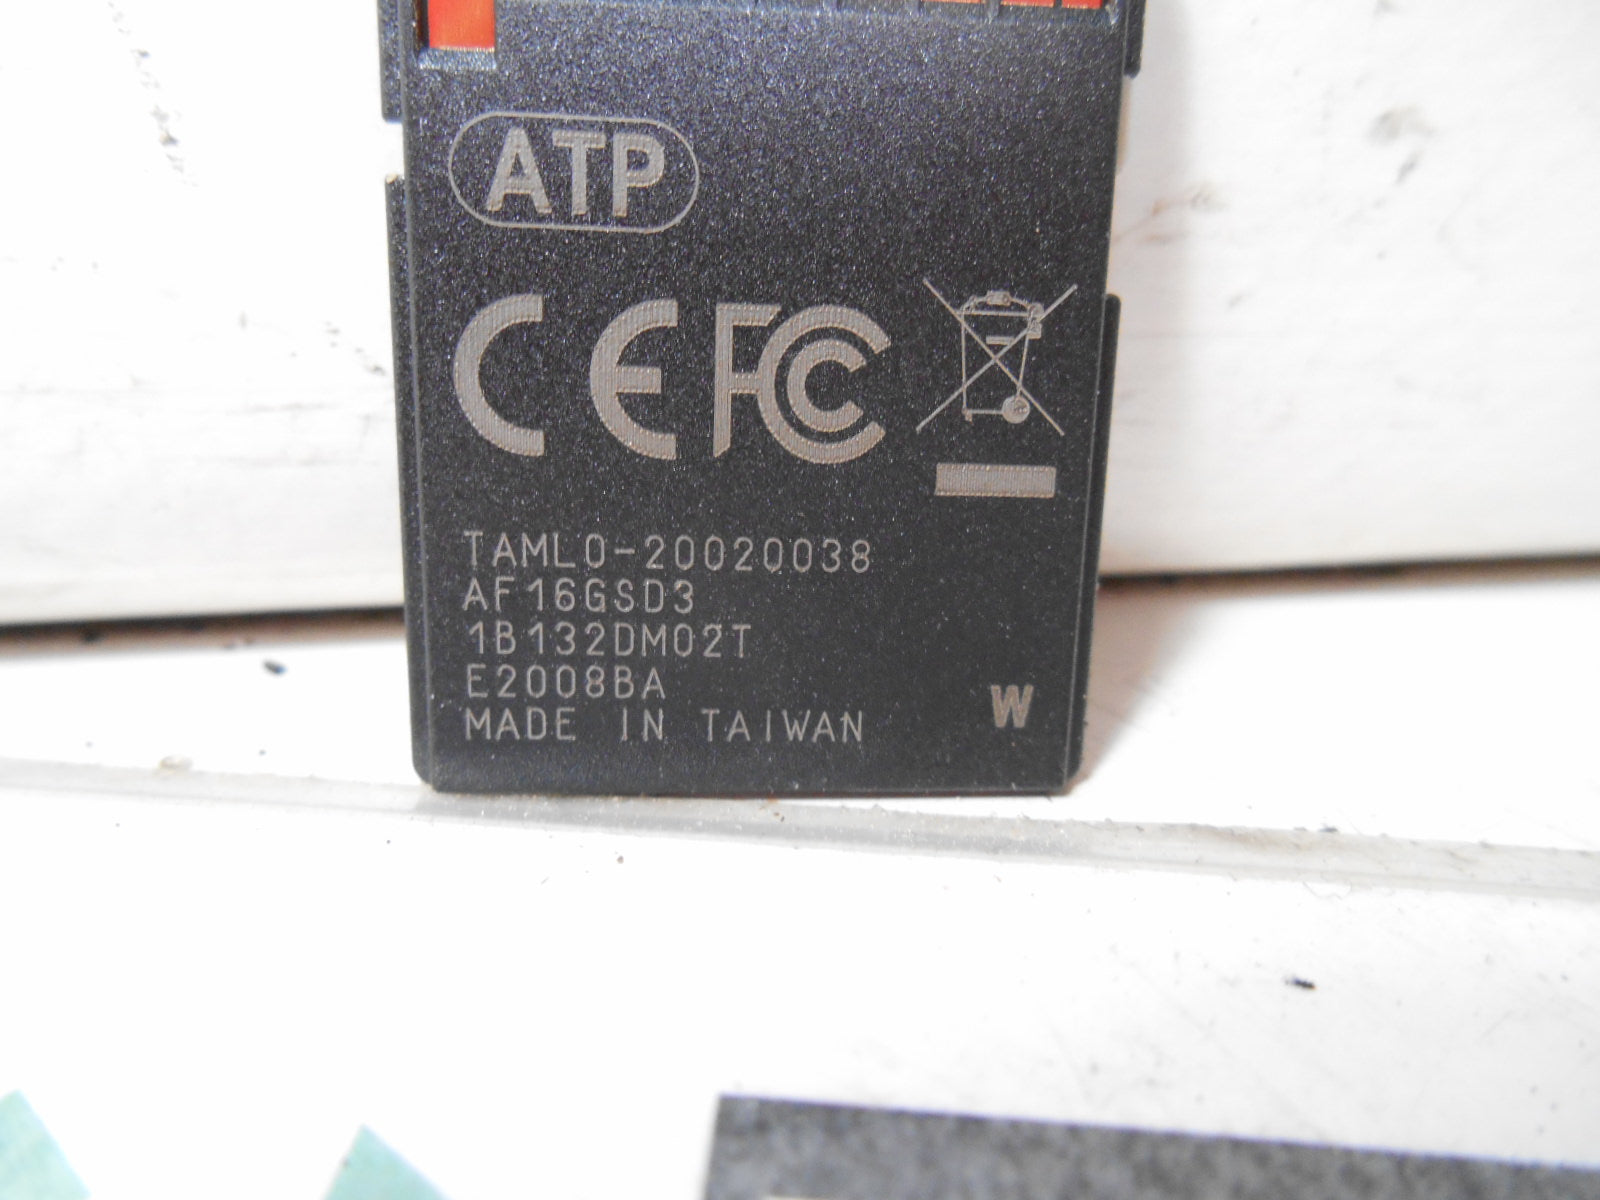 ATP
CE FC
TAML0-20020038
AF16GSD3
1B132DM02T
E2008BA
MADE IN TAIWAN
W